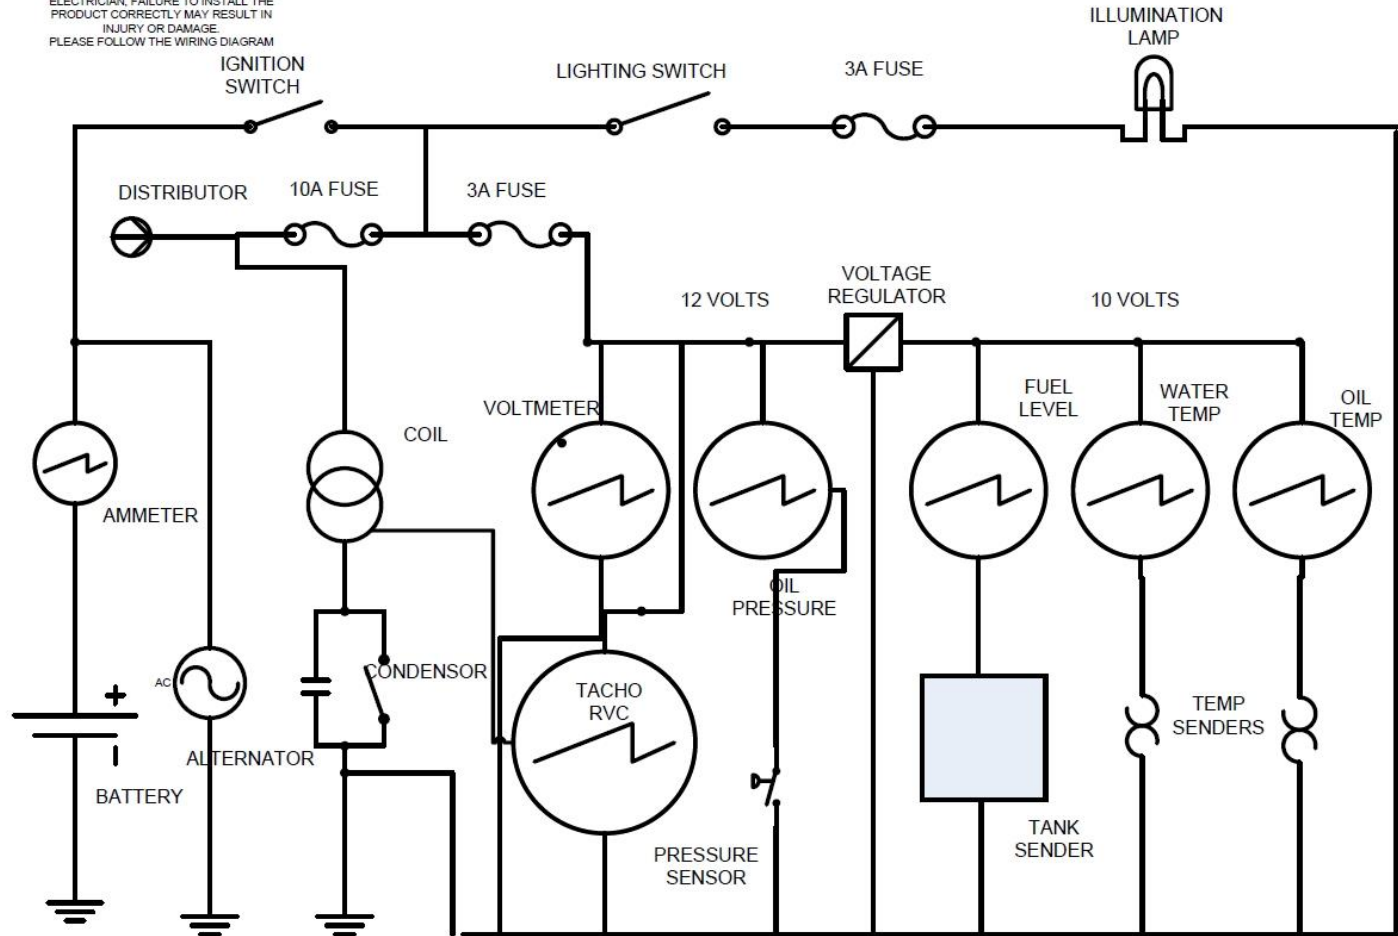 ELECTRICIAN, FAILURE TO INSTALL THE
PRODUCT CORRECTLY MAY RESULT IN
INJURY OR DAMAGE.
PLEASE FOLLOW THE WIRING DIAGRAM
IGNITION
SWITCH
LIGHTING SWITCH
3A FUSE
ILLUMINATION
LAMP
DISTRIBUTOR
10A FUSE
3A FUSE
12 VOLTS
VOLTAGE
REGULATOR
10 VOLTS
VOLTMETER
COIL
FUEL
LEVEL
WATER
TEMP
OIL
TEMP
AMMETER
OIL
PRESSURE
AC
CONDENSOR
TACHO
RVC
TEMP
SENDERS
+
−
ALTERNATOR
BATTERY
PRESSURE
SENSOR
TANK
SENDER